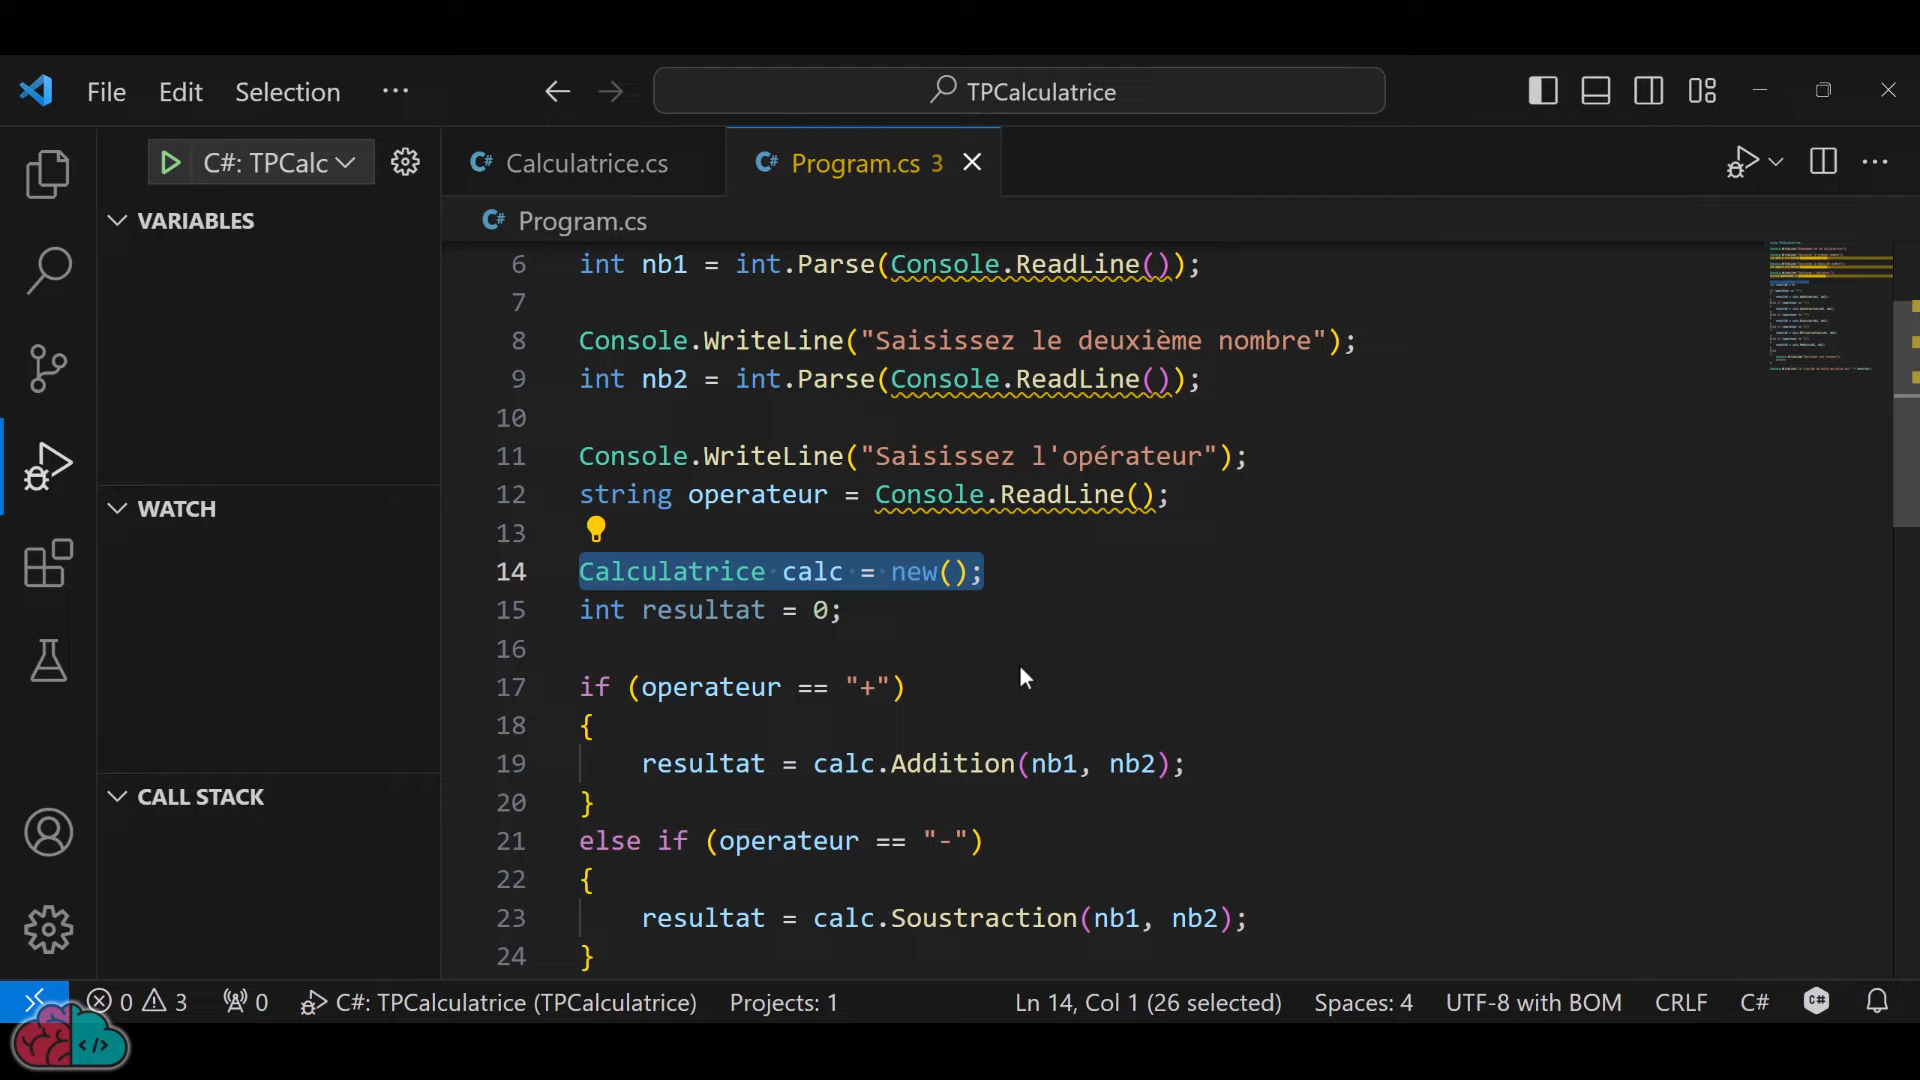 File Edit Selection ··· TPCalculatrice
C#: TPCalc
Calculatrice.cs
Program.cs 3
VARIABLES
WATCH
CALL STACK
Program.cs
6 int nb1 = int.Parse(Console.ReadLine());
7
8 Console.WriteLine("Saisissez le deuxième nombre");
9 int nb2 = int.Parse(Console.ReadLine());
10
11 Console.WriteLine("Saisissez l'opérateur");
12 string operateur = Console.ReadLine();
13
14 Calculatrice calc = new();
15 int resultat = 0;
16
17 if (operateur == "+")
18 {
19 resultat = calc.Addition(nb1, nb2);
20 }
21 else if (operateur == "-")
22 {
23 resultat = calc.Soustraction(nb1, nb2);
24 }
0 3 0 C#: TPCalculatrice (TPCalculatrice) Projects: 1 Ln 14, Col 1 (26 selected) Spaces: 4 UTF-8 with BOM CRLF C#